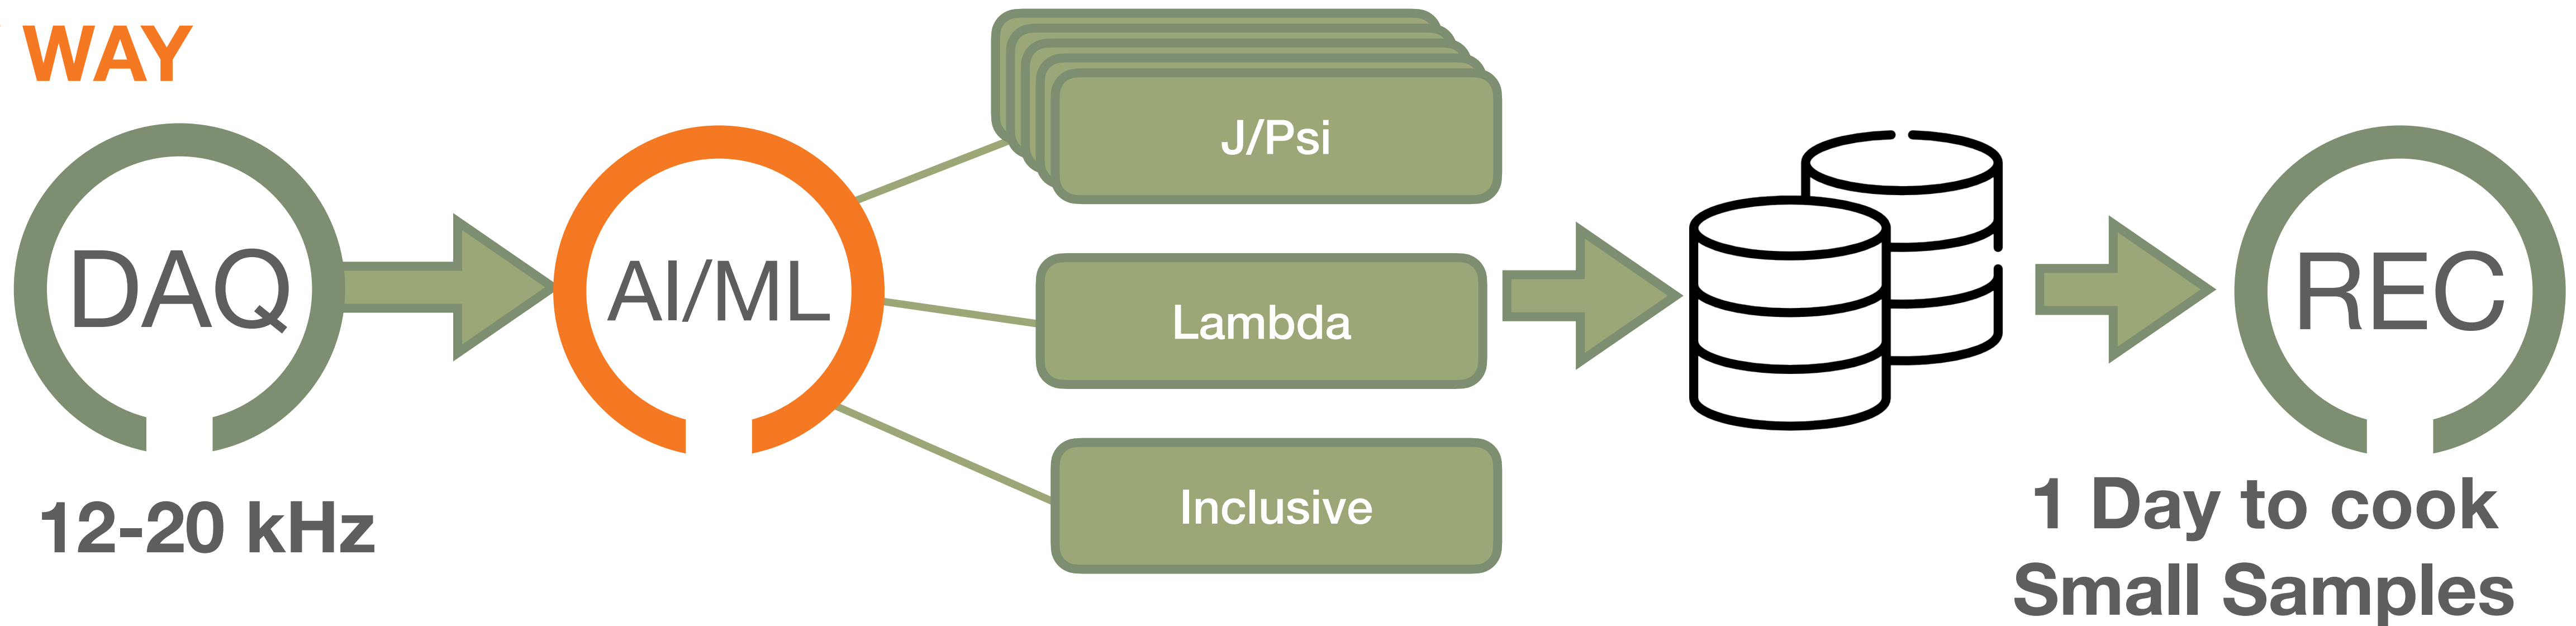 WAY
DAQ
12-20 kHz
AI/ML
J/Psi
Lambda
Inclusive
REC
1 Day to cook
Small Samples